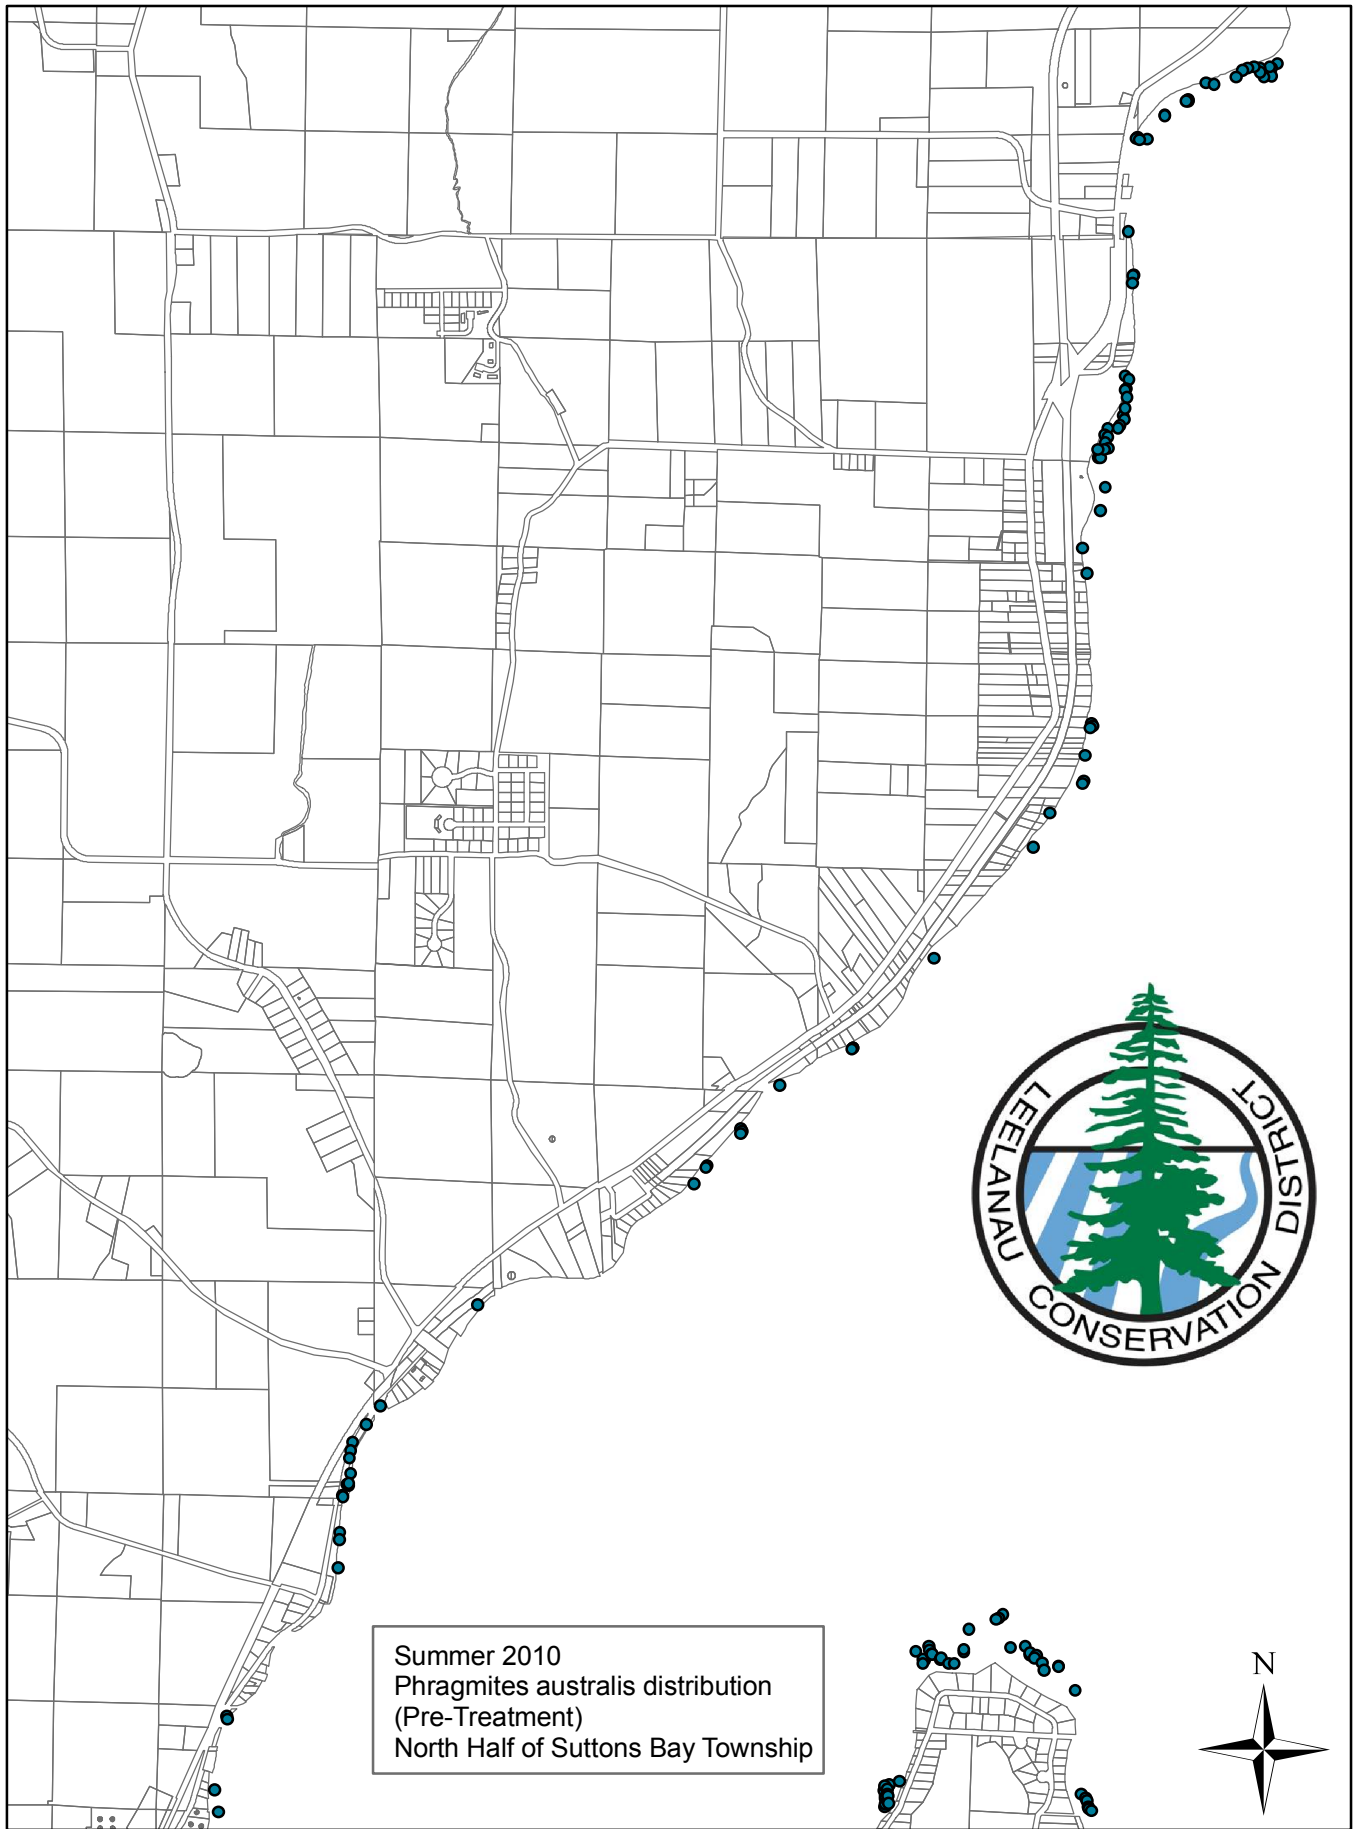 LEELANAU CONSERVATION DISTRICT
Summer 2010
Phragmites australis distribution
(Pre-Treatment)
North Half of Suttons Bay Township
N